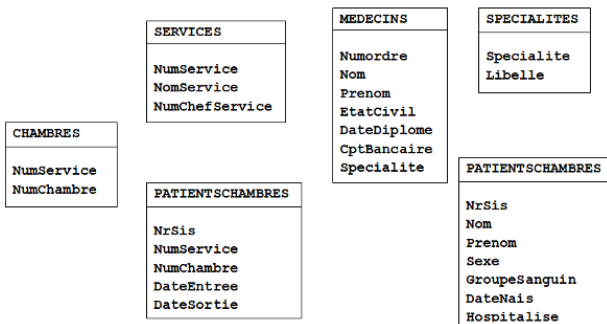 SERVICES
NumService
NomService
NumChefService
MEDECINS
Numordre
Nom
Prenom
EtatCivil
DateDiplome
CptBancaire
Specialite
SPECIALITES
Specialite
Libelle
CHAMBRES
NumService
NumChambre
PATIENTSCHAMBRES
NrSis
NumService
NumChambre
DateEntree
DateSortie
PATIENTSCHAMBRES
NrSis
Nom
Prenom
Sexe
GroupeSanguin
DateNais
Hospitalise